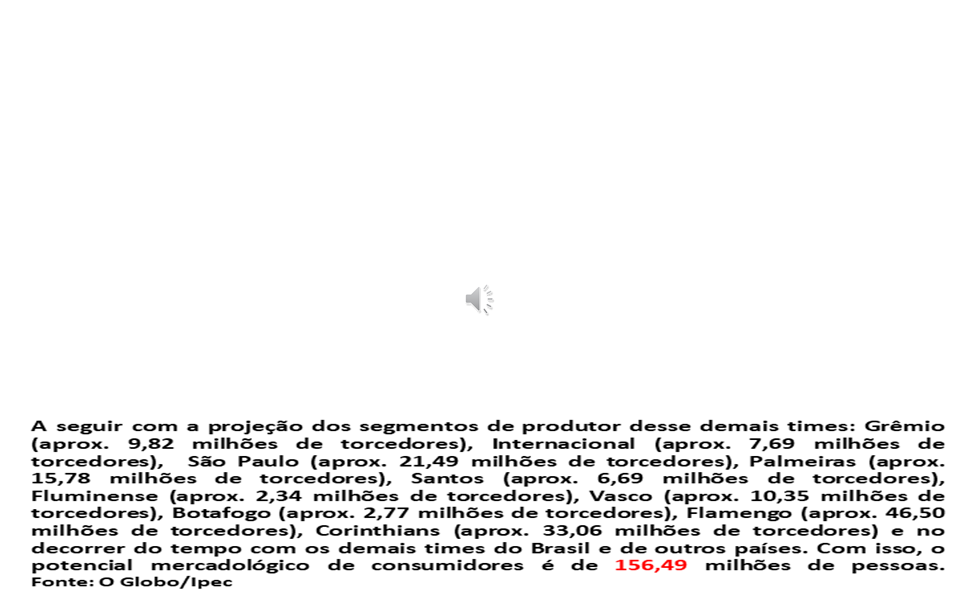 A seguir com a projeção dos segmentos de produtor desse demais times: Grêmio
(aprox. 9,82 milhões de torcedores), Internacional (aprox. 7,69 milhões de
torcedores), São Paulo (aprox. 21,49 milhões de torcedores), Palmeiras (aprox.
15,78 milhões de torcedores), Santos (aprox. 6,69 milhões de torcedores),
Fluminense (aprox. 2,34 milhões de torcedores), Vasco (aprox. 10,35 milhões de
torcedores), Botafogo (aprox. 2,77 milhões de torcedores), Flamengo (aprox. 46,50
milhões de torcedores), Corinthians (aprox. 33,06 milhões de torcedores) e no
decorrer do tempo com os demais times do Brasil e de outros países. Com isso, o
potencial mercadológico de consumidores é de 156,49 milhões de pessoas.
Fonte: O Globo/Ipec